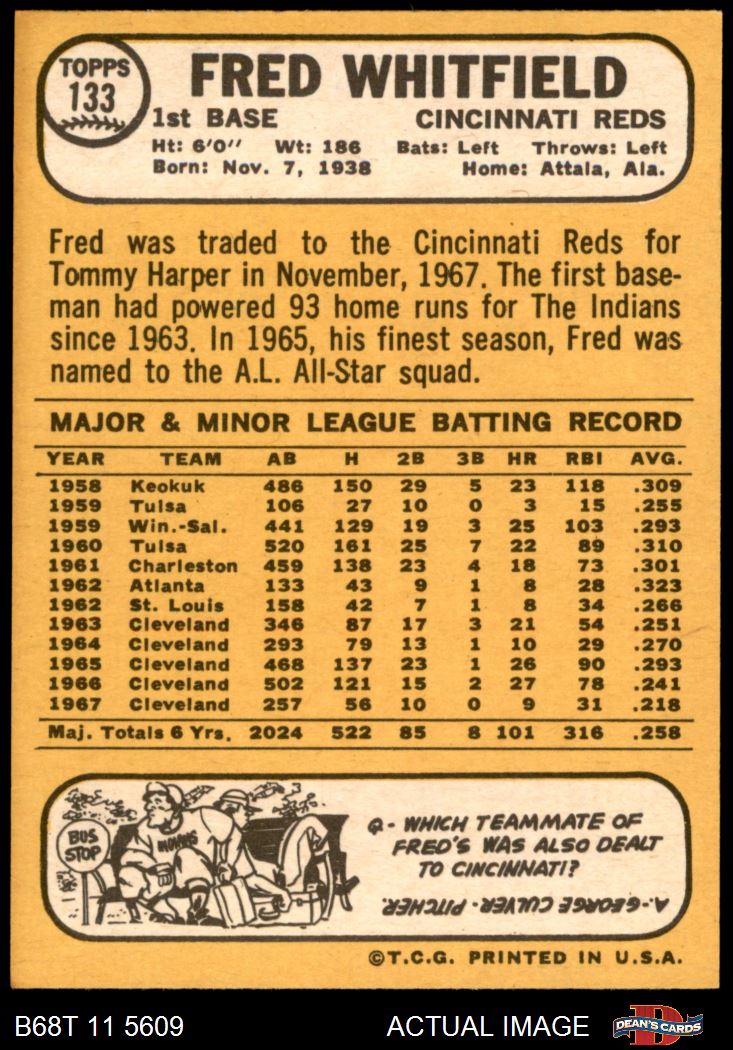 TOPPS
133
FRED WHITFIELD
1st BASE CINCINNATI REDS
Ht: 6'0" Wt: 186 Bats: Left Throws: Left
Born: Nov. 7, 1938 Home: Attala, Ala.
Fred was traded to the Cincinnati Reds for
Tommy Harper in November, 1967. The first base-
man had powered 93 home runs for The Indians
since 1963. In 1965, his finest season, Fred was
named to the A.L. All-Star squad.
MAJOR & MINOR LEAGUE BATTING RECORD
YEAR TEAM AB H 2B 3B HR RBI AVG.
1958 Keokuk 486 150 29 5 23 118 .309
1959 Tulsa 106 27 10 0 3 15 .255
1959 Win.-Sal. 441 129 19 3 25 103 .293
1960 Tulsa 520 161 25 7 22 89 .310
1961 Charleston 459 138 23 4 18 73 .301
1962 Atlanta 133 43 9 1 8 28 .323
1962 St. Louis 158 42 7 1 8 34 .266
1963 Cleveland 346 87 17 3 21 54 .251
1964 Cleveland 293 79 13 1 10 29 .270
1965 Cleveland 468 137 23 1 26 90 .293
1966 Cleveland 502 121 15 2 27 78 .241
1967 Cleveland 257 56 10 0 9 31 .218
Maj. Totals 6 Yrs. 2024 522 85 8 101 316 .258
BUS
STOP
Q- WHICH TEAMMATE OF
FRED'S WAS ALSO DEALT
TO CINCINNATI?
A-GEORGE CULVER-PITCHER.
©T.C.G. PRINTED IN U.S.A.
B68T 11 5609 ACTUAL IMAGE
DEAN'S CARDS